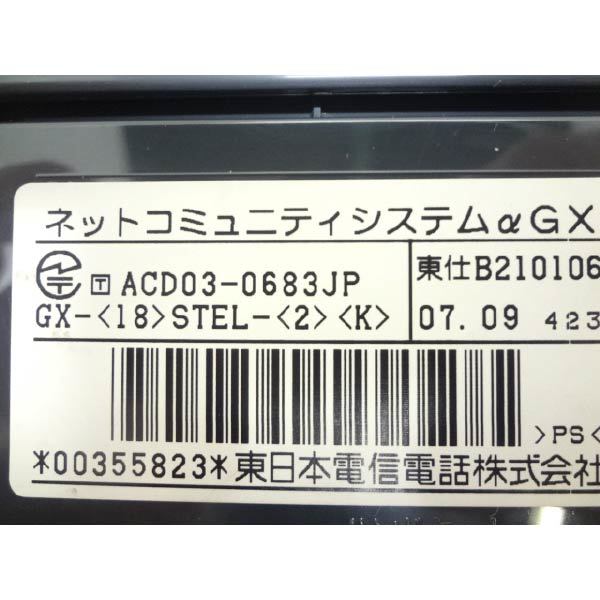 ネットコミュニティシステムαGX
T ACD03-0683JP 東仕B210106
GX-<18>STEL-<2><K> 07.09 423
>PS<
*00355823*東日本電信電話株式会社